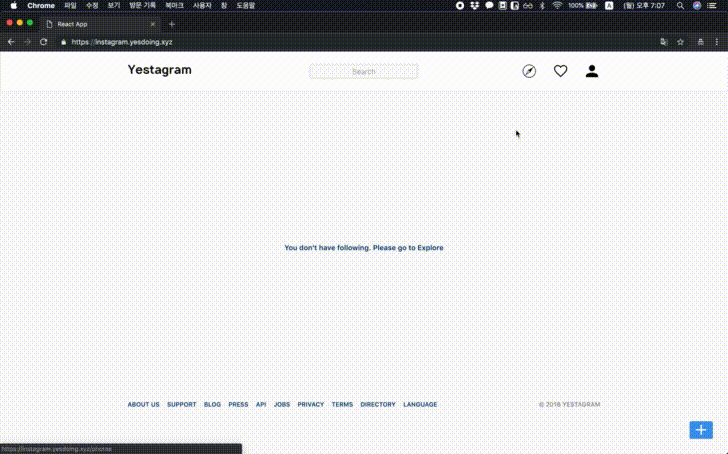 Chrome 파일 수정 보기 방문 기록 북마크 사용자 창 도움말 100% A (월) 오후 7:07
React App
https://instagram.yesdoing.xyz
Yestagram Search
You don't have following. Please go to Explore
ABOUT US SUPPORT BLOG PRESS API JOBS PRIVACY TERMS DIRECTORY LANGUAGE © 2018 YESTAGRAM
https://instagram.yesdoing.xyz/photos